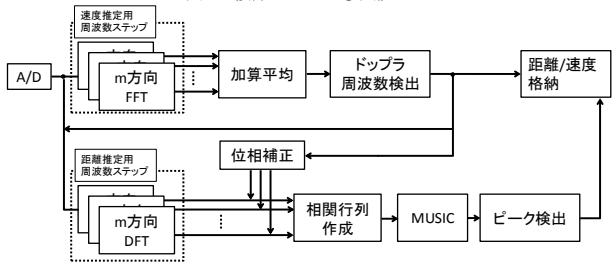 速度推定用
周波数ステップ
A/D
m方向
FFT
加算平均
ドップラ
周波数検出
距離/速度
格納
位相補正
距離推定用
周波数ステップ
m方向
DFT
相関行列
作成
MUSIC
ピーク検出